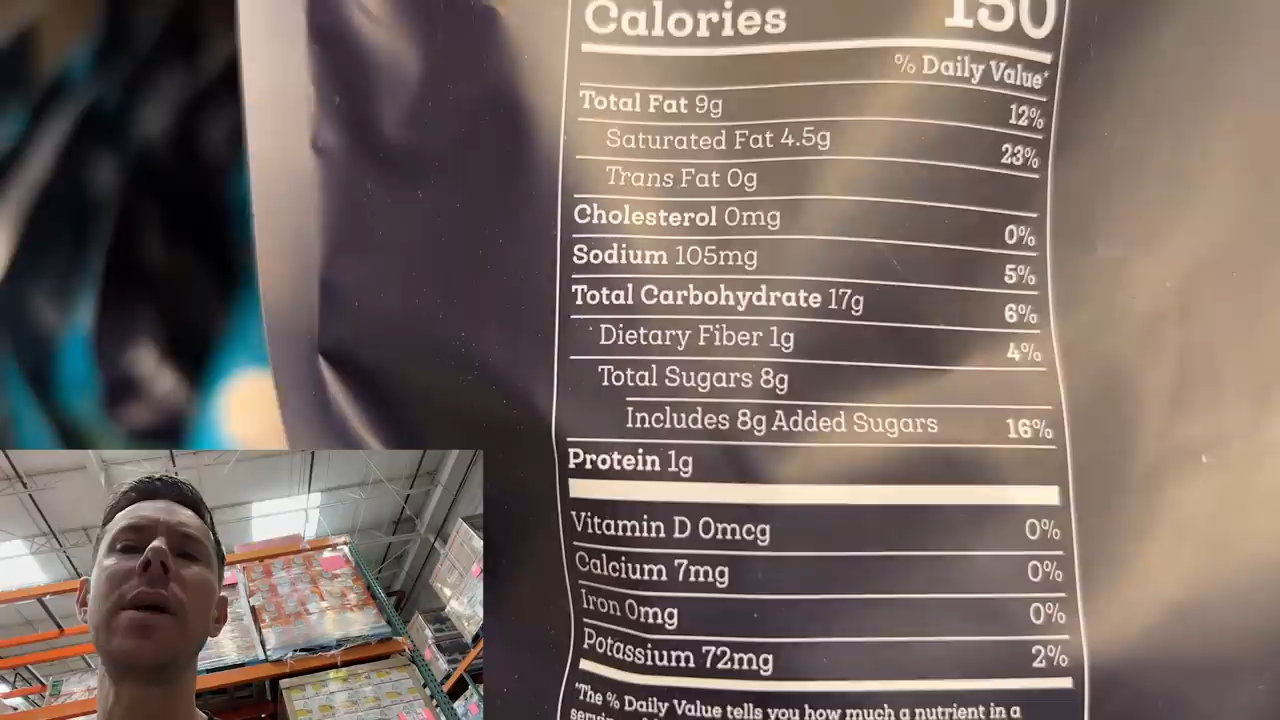 Calories 150
% Daily Value*
Total Fat 9g 12%
Saturated Fat 4.5g 23%
Trans Fat 0g
Cholesterol 0mg 0%
Sodium 105mg 5%
Total Carbohydrate 17g 6%
Dietary Fiber 1g 4%
Total Sugars 8g
Includes 8g Added Sugars 16%
Protein 1g
Vitamin D 0mcg 0%
Calcium 7mg 0%
Iron 0mg 0%
Potassium 72mg 2%
*The % Daily Value tells you how much a nutrient in a